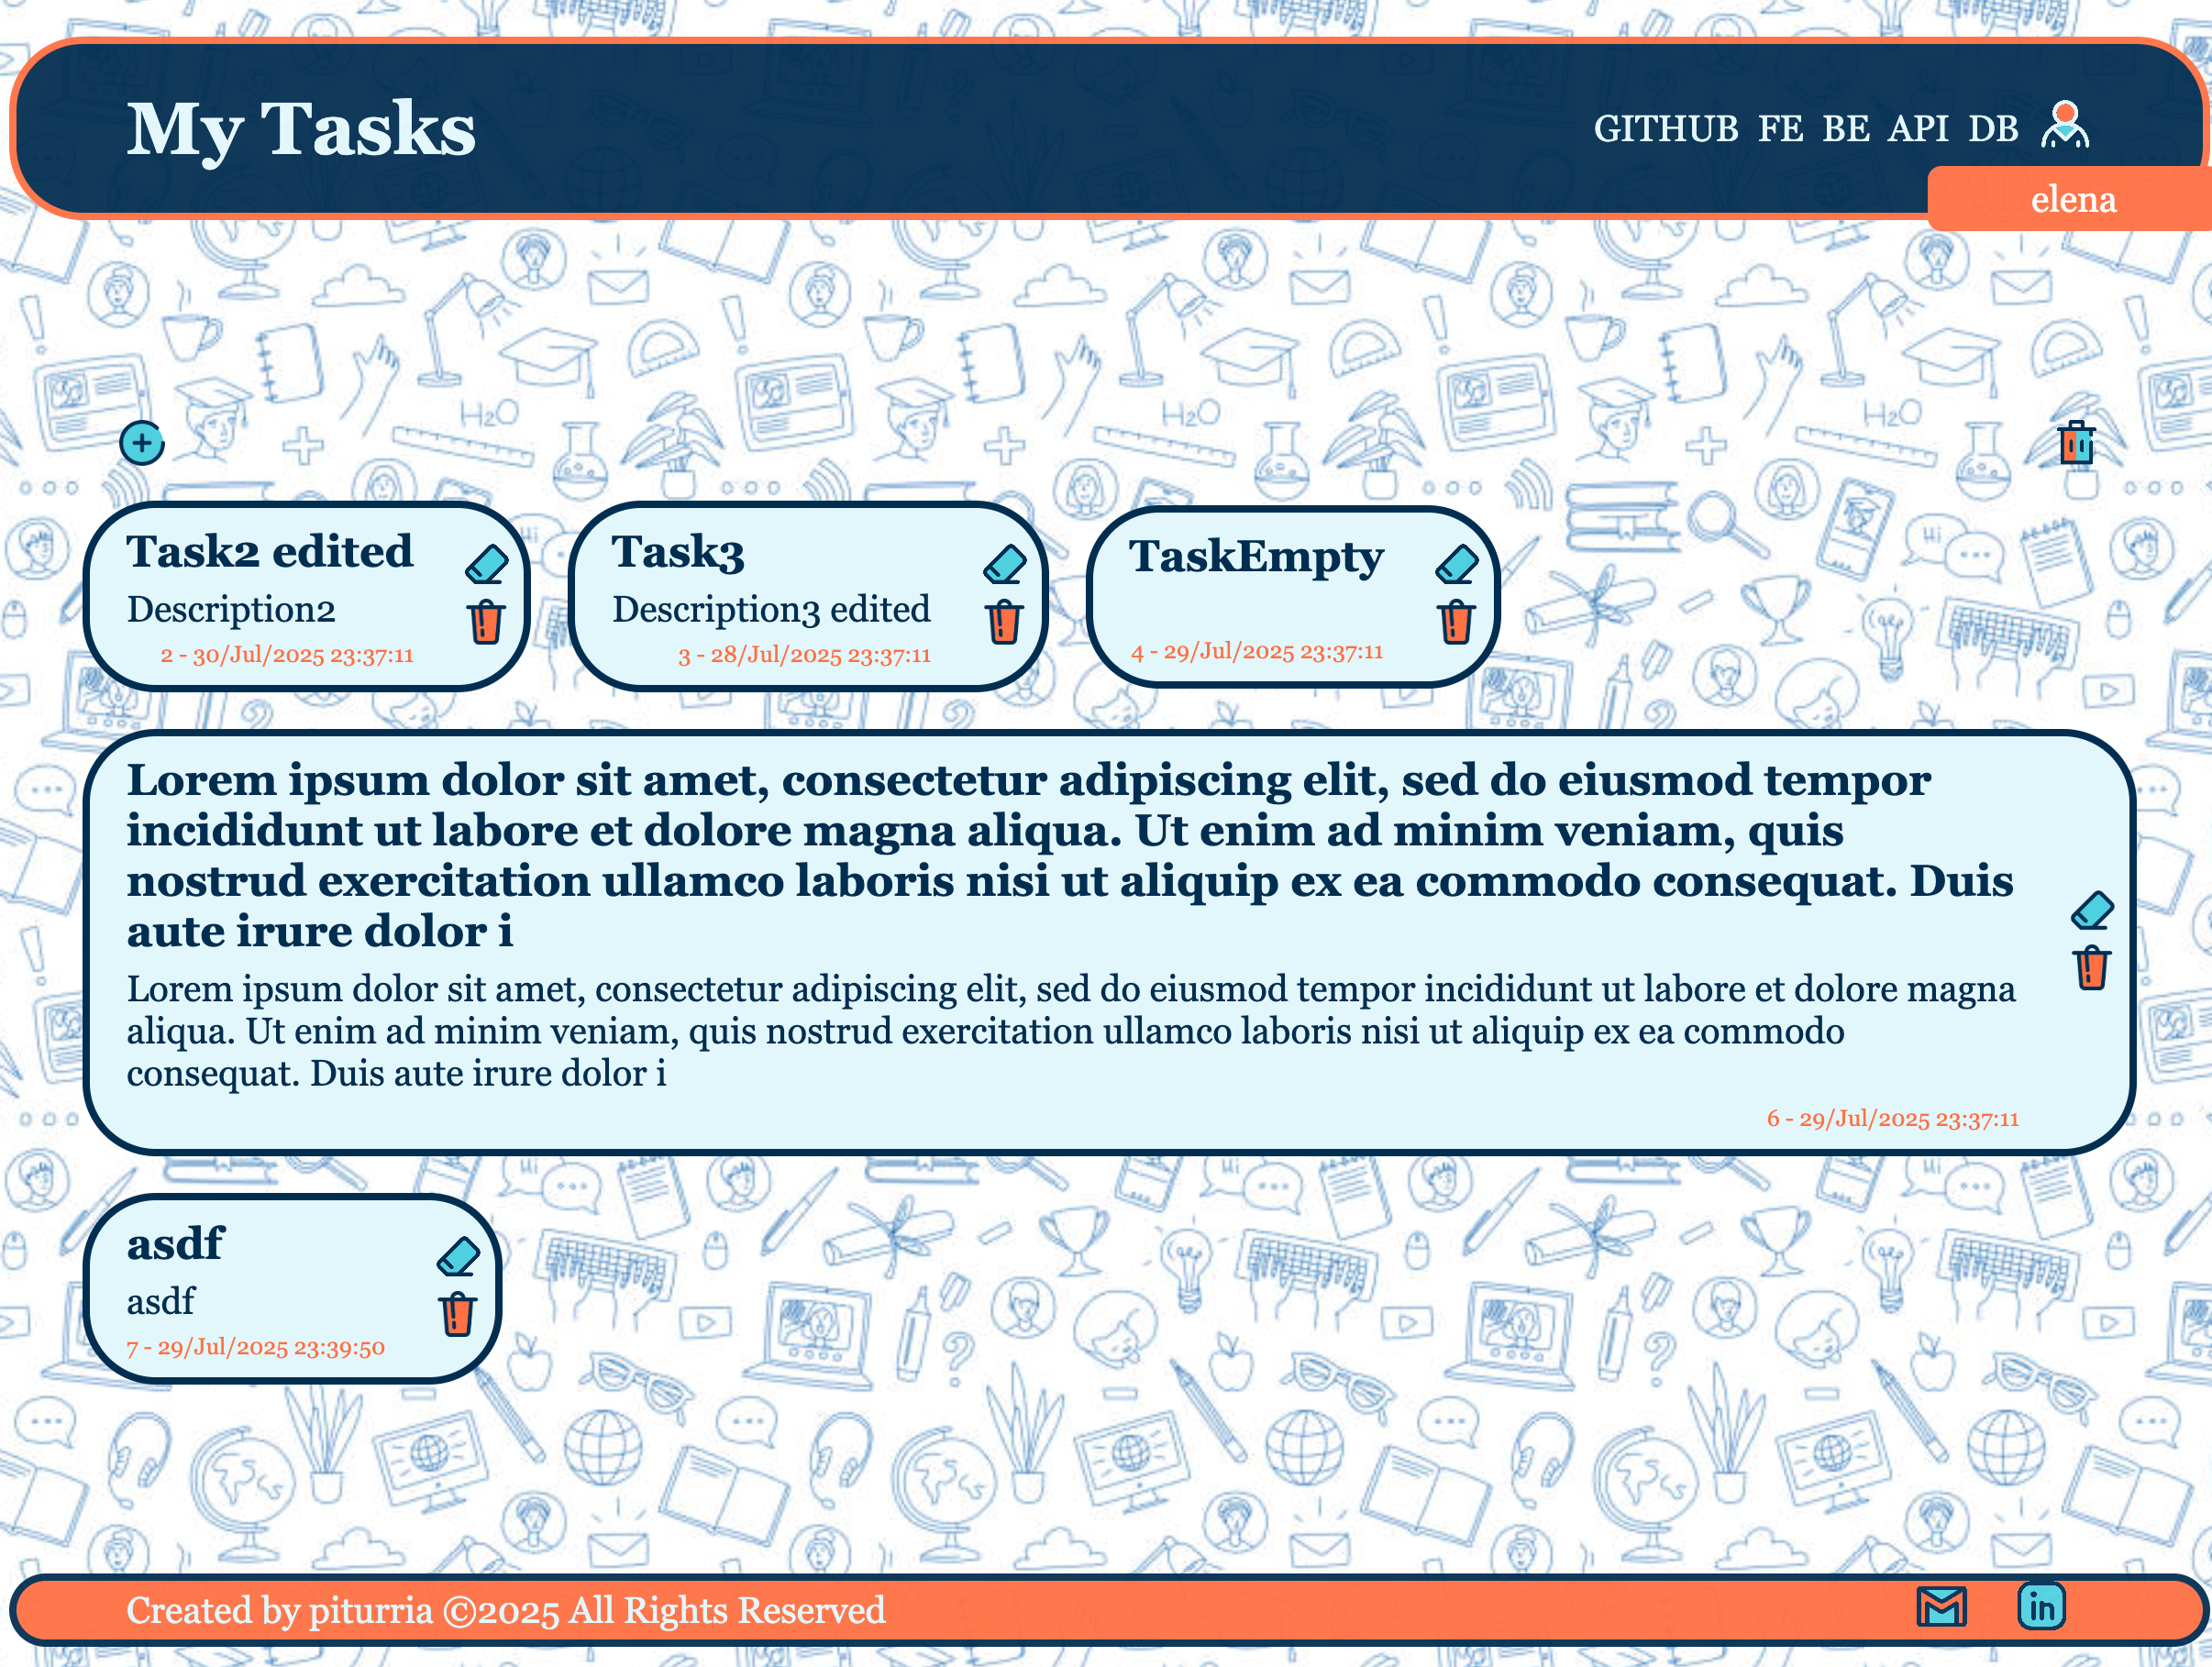 My Tasks
GITHUB FE BE API DB
elena
H2O
H2O
H2O
Task2 edited
Description2
2 - 30/Jul/2025 23:37:11
Task3
Description3 edited
3 - 28/Jul/2025 23:37:11
TaskEmpty
4 - 29/Jul/2025 23:37:11
Hi
Lorem ipsum dolor sit amet, consectetur adipiscing elit, sed do eiusmod tempor
incididunt ut labore et dolore magna aliqua. Ut enim ad minim veniam, quis
nostrud exercitation ullamco laboris nisi ut aliquip ex ea commodo consequat. Duis
aute irure dolor i
Lorem ipsum dolor sit amet, consectetur adipiscing elit, sed do eiusmod tempor incididunt ut labore et dolore magna
aliqua. Ut enim ad minim veniam, quis nostrud exercitation ullamco laboris nisi ut aliquip ex ea commodo
consequat. Duis aute irure dolor i
6 - 29/Jul/2025 23:37:11
asdf
asdf
7 - 29/Jul/2025 23:39:50
Created by piturria ©2025 All Rights Reserved
in